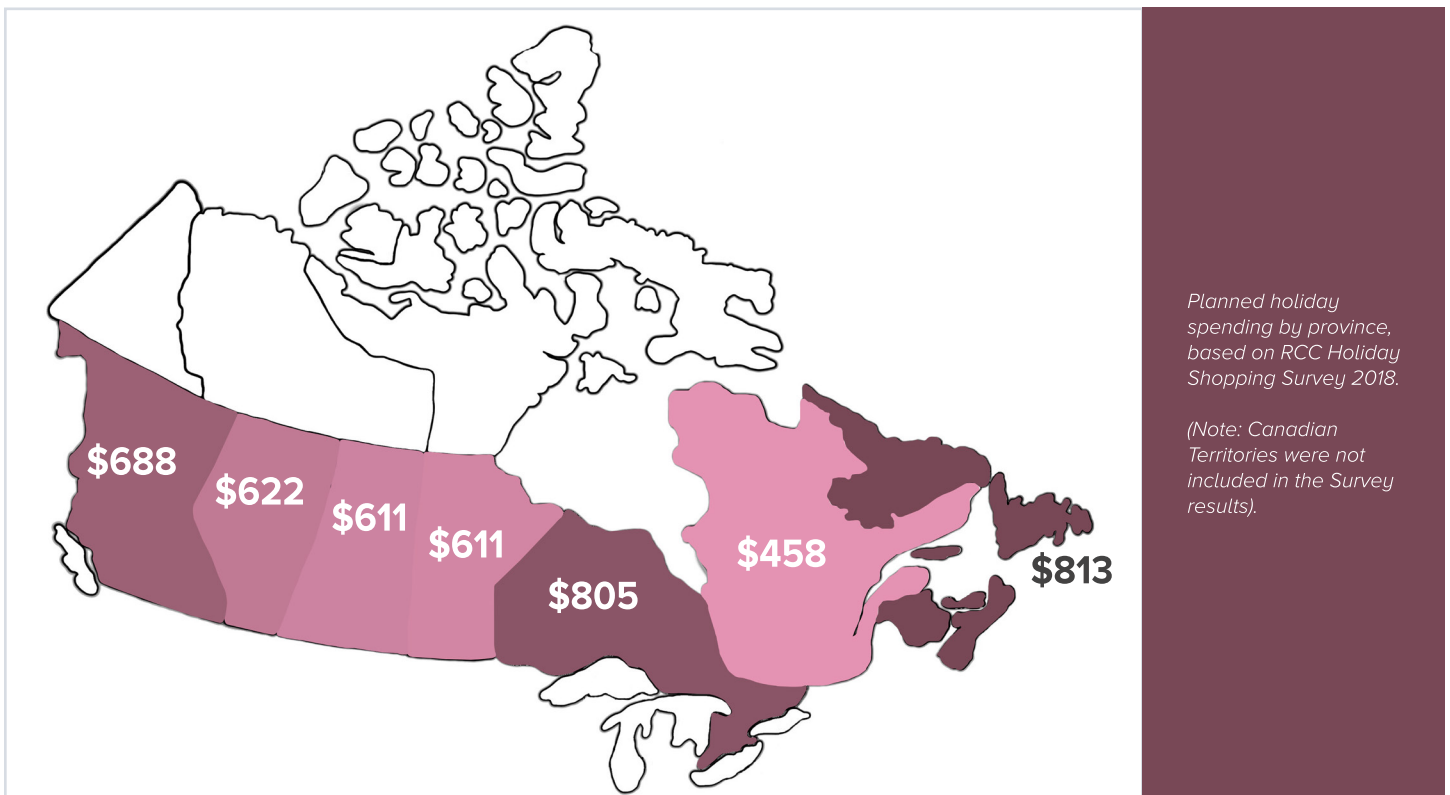 $688
$622
$611
$611
$805
$458
$813
Planned holiday
spending by province,
based on RCC Holiday
Shopping Survey 2018.
(Note: Canadian
Territories were not
included in the Survey
results).